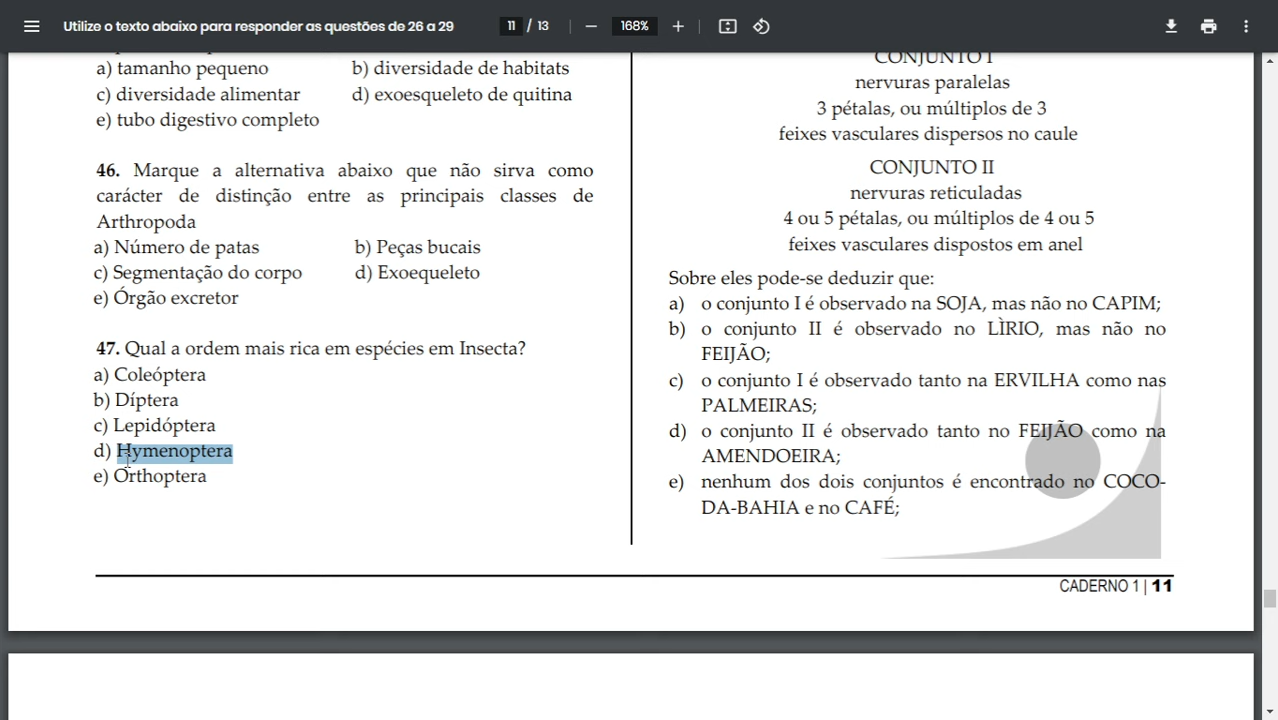 Utilize o texto abaixo para responder as questões de 26 a 29
11 / 13
168%
a) tamanho pequeno b) diversidade de habitats
c) diversidade alimentar d) exoesqueleto de quitina
e) tubo digestivo completo
46. Marque a alternativa abaixo que não sirva como
carácter de distinção entre as principais classes de
Arthropoda
a) Número de patas b) Peças bucais
c) Segmentação do corpo d) Exoequeleto
e) Órgão excretor
47. Qual a ordem mais rica em espécies em Insecta?
a) Coleóptera
b) Díptera
c) Lepidóptera
d) Hymenoptera
e) Orthoptera
CONJUNTO I
nervuras paralelas
3 pétalas, ou múltiplos de 3
feixes vasculares dispersos no caule
CONJUNTO II
nervuras reticuladas
4 ou 5 pétalas, ou múltiplos de 4 ou 5
feixes vasculares dispostos em anel
Sobre eles pode-se deduzir que:
a) o conjunto I é observado na SOJA, mas não no CAPIM;
b) o conjunto II é observado no LÌRIO, mas não no
FEIJÃO;
c) o conjunto I é observado tanto na ERVILHA como nas
PALMEIRAS;
d) o conjunto II é observado tanto no FEIJÃO como na
AMENDOEIRA;
e) nenhum dos dois conjuntos é encontrado no COCO-
DA-BAHIA e no CAFÉ;
CADERNO 1 | 11